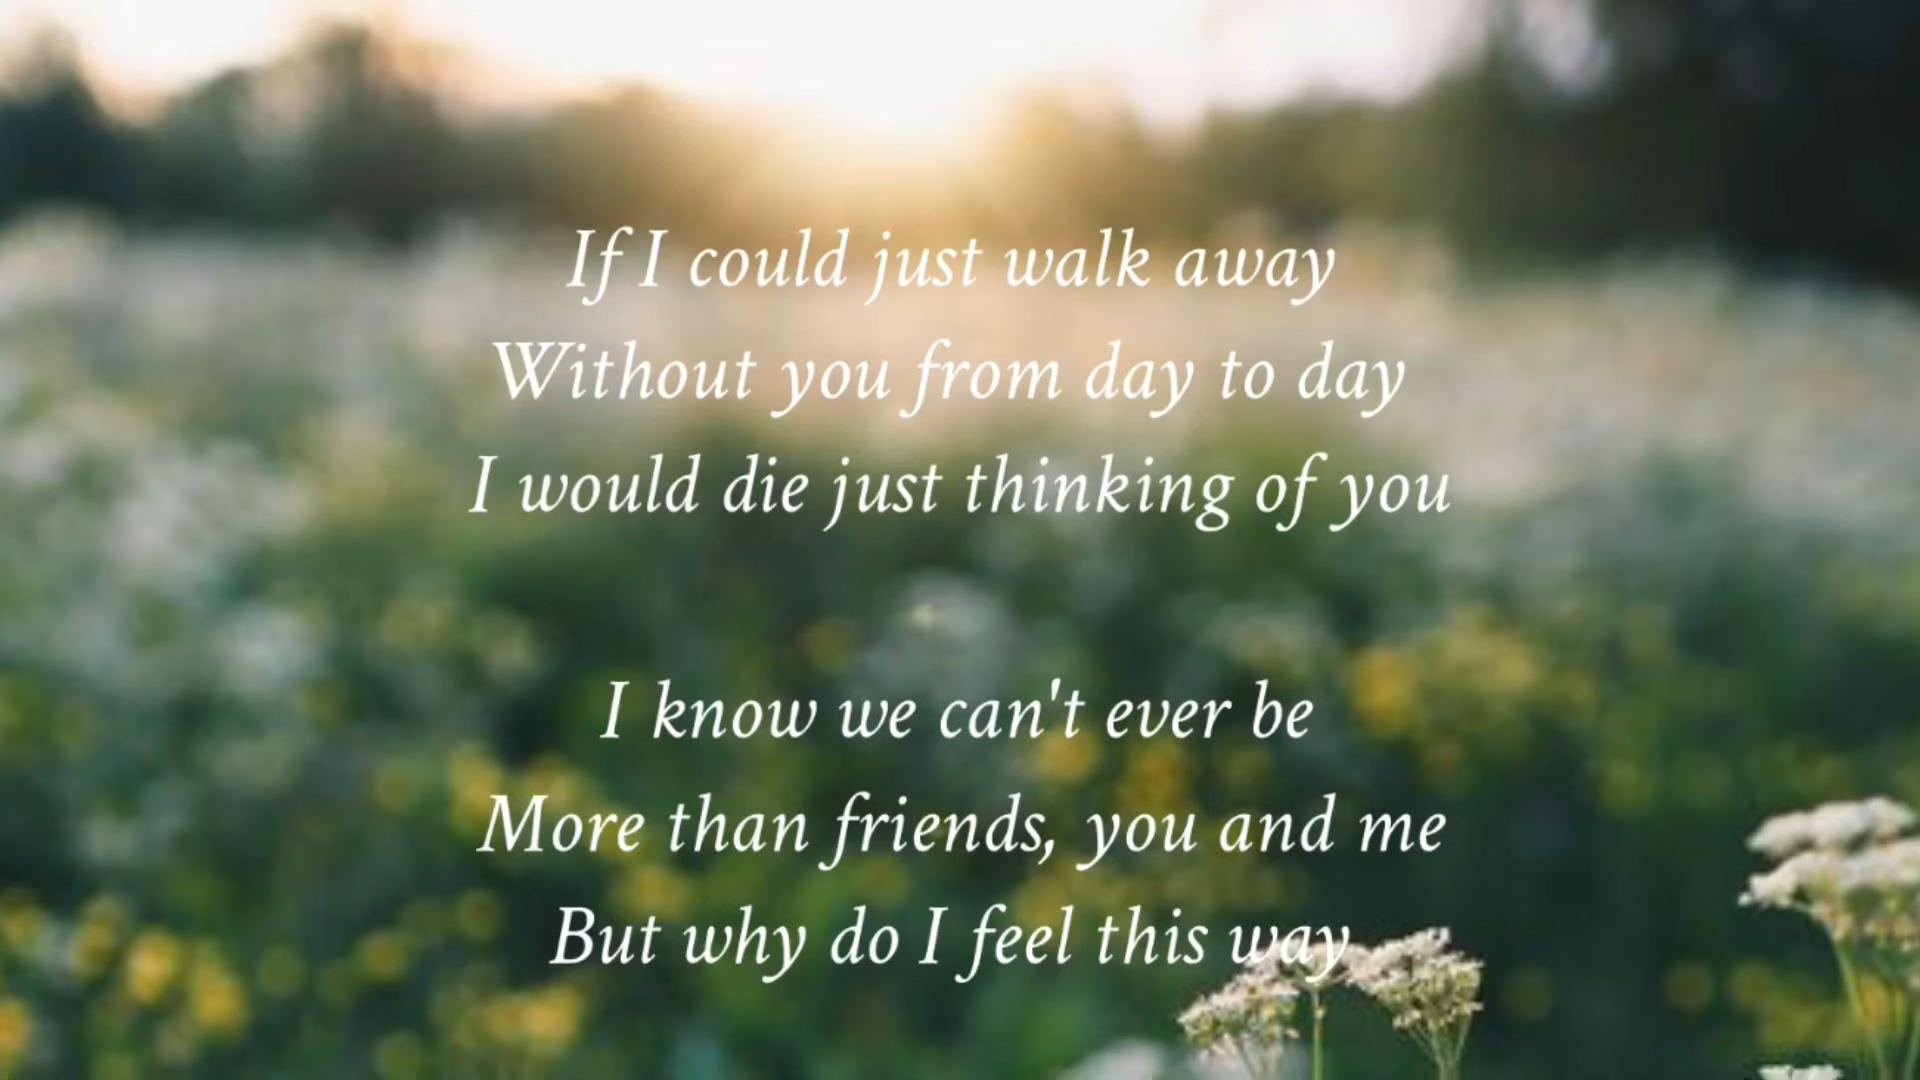 If I could just walk away
Without you from day to day
I would die just thinking of you
I know we can't ever be
More than friends, you and me
But why do I feel this way